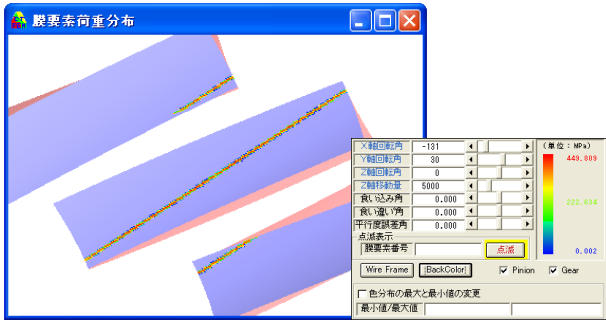 膜要素荷重分布
X軸回転角 -131
Y軸回転角 30
Z軸回転角 0
Z軸移動量 5000
食い込み角 0.000
食い違い角 0.000
平行度誤差角 0.000
点滅表示
膜要素番号 点滅
Wire Frame BackColor Pinion Gear
色分布の最大と最小値の変更
最小値/最大値
(単位：MPa)
449.889
0.002